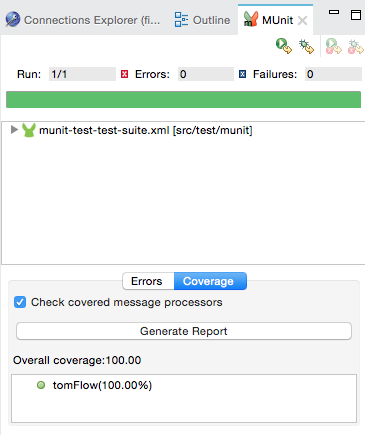 Connections Explorer (fi... Outline MUnit
Run: 1/1 Errors: 0 Failures: 0
munit-test-test-suite.xml [src/test/munit]
Errors Coverage
Check covered message processors
Generate Report
Overall coverage:100.00
tomFlow(100.00%)